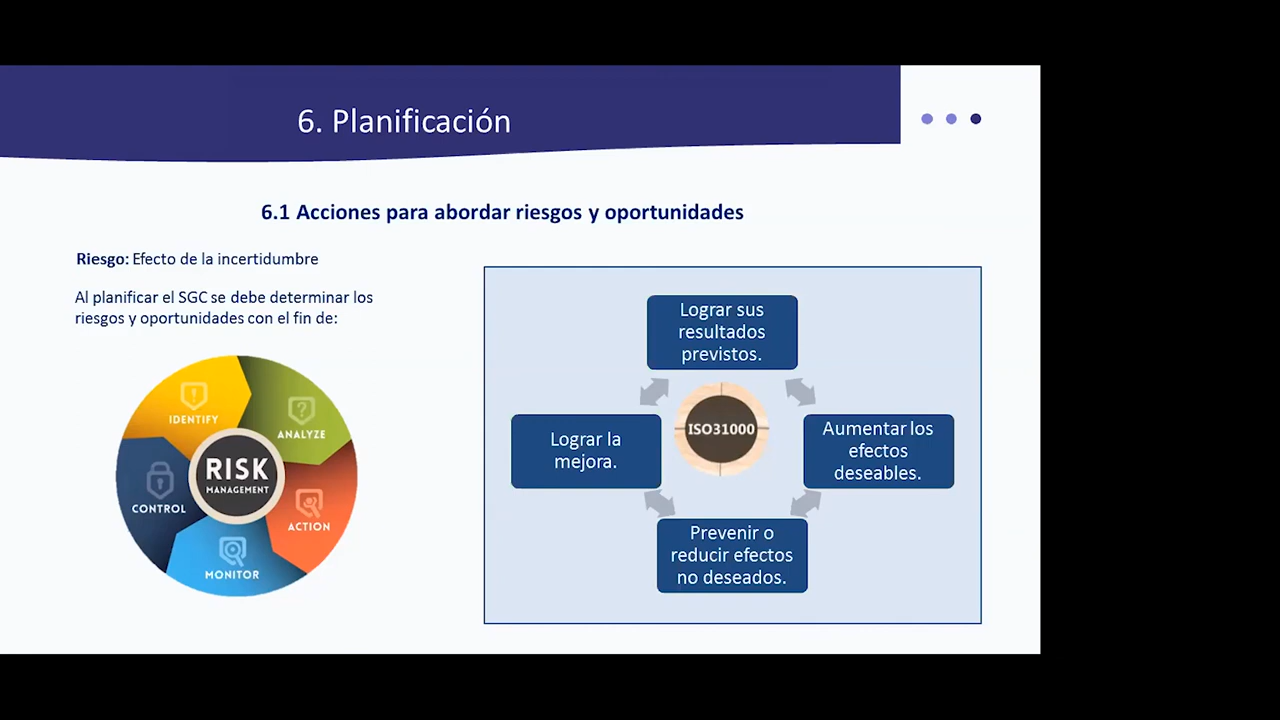 6. Planificación
6.1 Acciones para abordar riesgos y oportunidades
Riesgo: Efecto de la incertidumbre
Al planificar el SGC se debe determinar los
riesgos y oportunidades con el fin de:
IDENTIFY
ANALYZE
RISK
MANAGEMENT
CONTROL
ACTION
MONITOR
Lograr sus
resultados
previstos.
ISO31000
Lograr la
mejora.
Aumentar los
efectos
deseables.
Prevenir o
reducir efectos
no deseados.